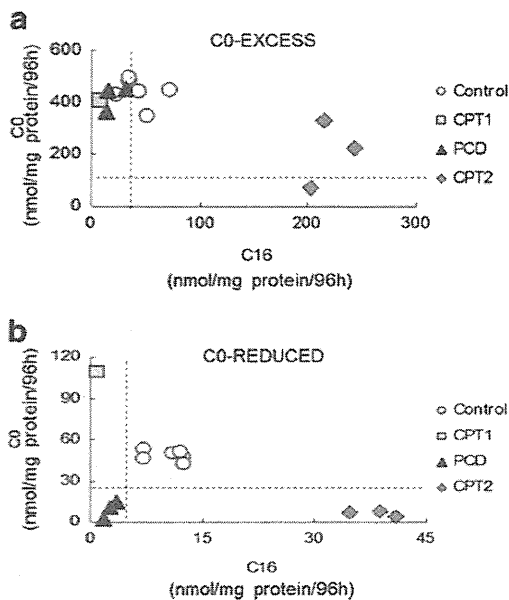 a
C0-EXCESS
600
400
200
0
C0
(nmol/mg protein/96h)
0 100 200 300
C16
(nmol/mg protein/96h)
Control
CPT1
PCD
CPT2
b
C0-REDUCED
120
90
60
30
0
C0
(nmol/mg protein/96h)
0 15 30 45
C16
(nmol/mg protein/96h)
Control
CPT1
PCD
CPT2